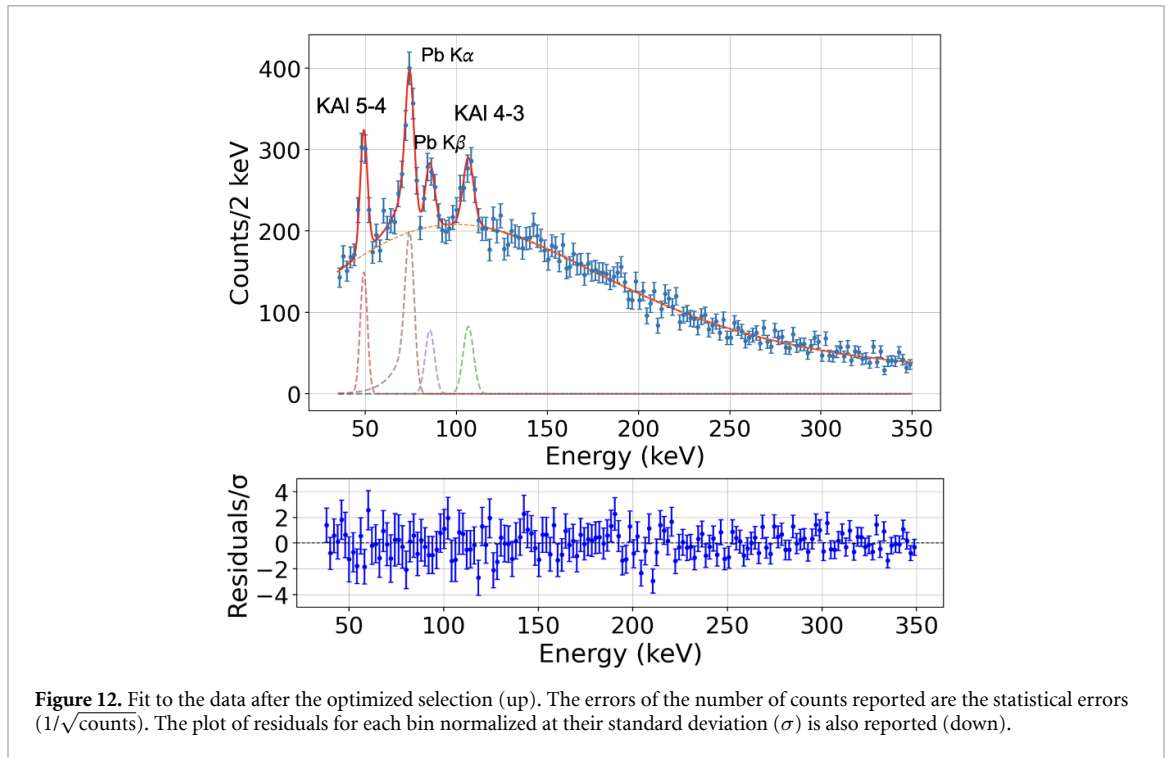 Pb Kα
KAl 5-4
KAl 4-3
Pb Kβ
400
300
200
100
0
Counts/2 keV
50 100 150 200 250 300 350
Energy (keV)
4
2
0
−2
−4
Residuals/σ
50 100 150 200 250 300 350
Energy (keV)
Figure 12. Fit to the data after the optimized selection (up). The errors of the number of counts reported are the statistical errors
(1/√counts). The plot of residuals for each bin normalized at their standard deviation (σ) is also reported (down).